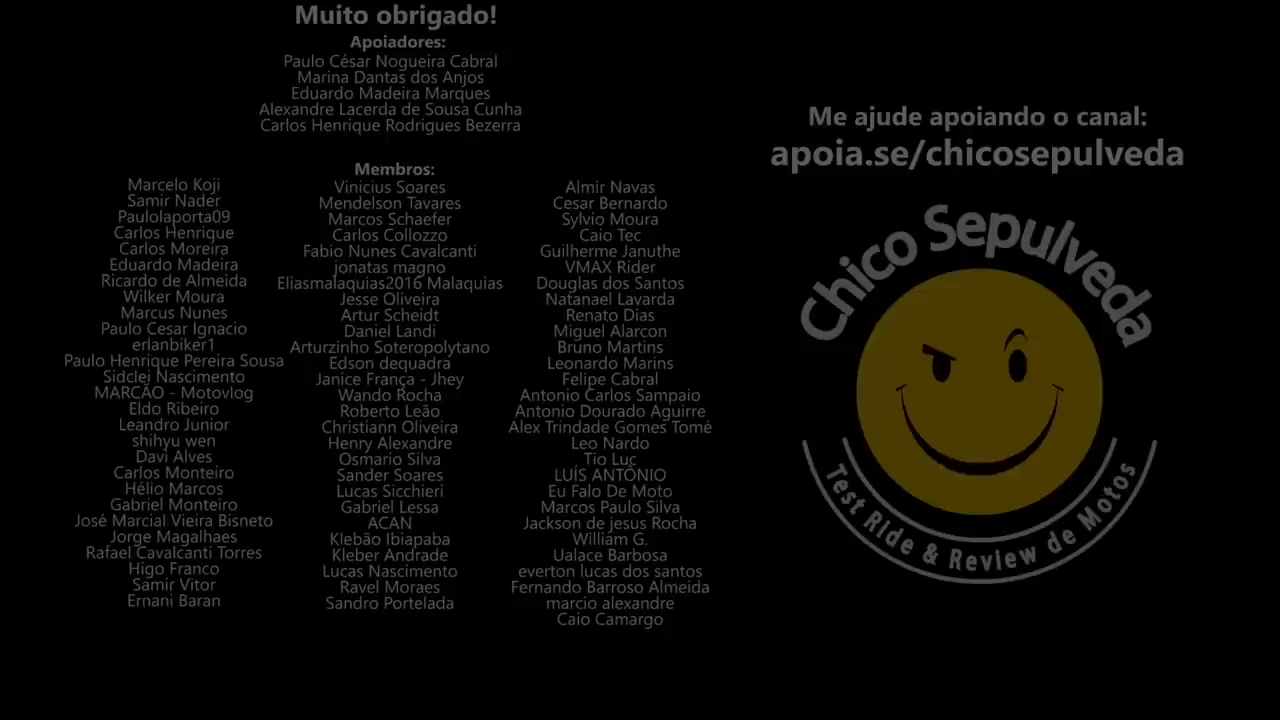 Muito obrigado!
Apoiadores:
Paulo César Nogueira Cabral
Marina Dantas dos Anjos
Eduardo Madeira Marques
Alexandre Lacerda de Sousa Cunha
Carlos Henrique Rodrigues Bezerra
Membros:
Marcelo Koji
Samir Nader
Paulolaporta09
Carlos Henrique
Carlos Moreira
Eduardo Madeira
Ricardo de Almeida
Wilker Moura
Marcus Nunes
Paulo Cesar Ignacio
erlanbiker1
Paulo Henrique Pereira Sousa
Sidclei Nascimento
MARCÃO - Motovlog
Eldo Ribeiro
Leandro Junior
shihyu wen
Davi Alves
Carlos Monteiro
Hélio Marcos
Gabriel Monteiro
José Marcial Vieira Bisneto
Jorge Magalhaes
Rafael Cavalcanti Torres
Higo Franco
Samir Vitor
Ernani Baran
Vinicius Soares
Mendelson Tavares
Marcos Schaefer
Carlos Collozzo
Fabio Nunes Cavalcanti
jonatas magno
Eliasmalaquias2016 Malaquias
Jesse Oliveira
Artur Scheidt
Daniel Landi
Arturzinho Soteropolytano
Edson dequadra
Janice França - Jhey
Wando Rocha
Roberto Leão
Christiann Oliveira
Henry Alexandre
Osmario Silva
Sander Soares
Lucas Sicchieri
Gabriel Lessa
ACAN
Klebão Ibiapaba
Kleber Andrade
Lucas Nascimento
Ravel Moraes
Sandro Portelada
Almir Navas
Cesar Bernardo
Sylvio Moura
Caio Tec
Guilherme Januthe
VMAX Rider
Douglas dos Santos
Natanael Lavarda
Renato Dias
Miguel Alarcon
Bruno Martins
Leonardo Marins
Felipe Cabral
Antonio Carlos Sampaio
Antonio Dourado Aguirre
Alex Trindade Gomes Tomé
Leo Nardo
Tio Luc
LUÍS ANTÔNIO
Eu Falo De Moto
Marcos Paulo Silva
Jackson de jesus Rocha
William G.
Ualace Barbosa
everton lucas dos santos
Fernando Barroso Almeida
marcio alexandre
Caio Camargo
Me ajude apoiando o canal:
apoia.se/chicosepulveda
Chico Sepulveda
Test Ride & Review de Motos